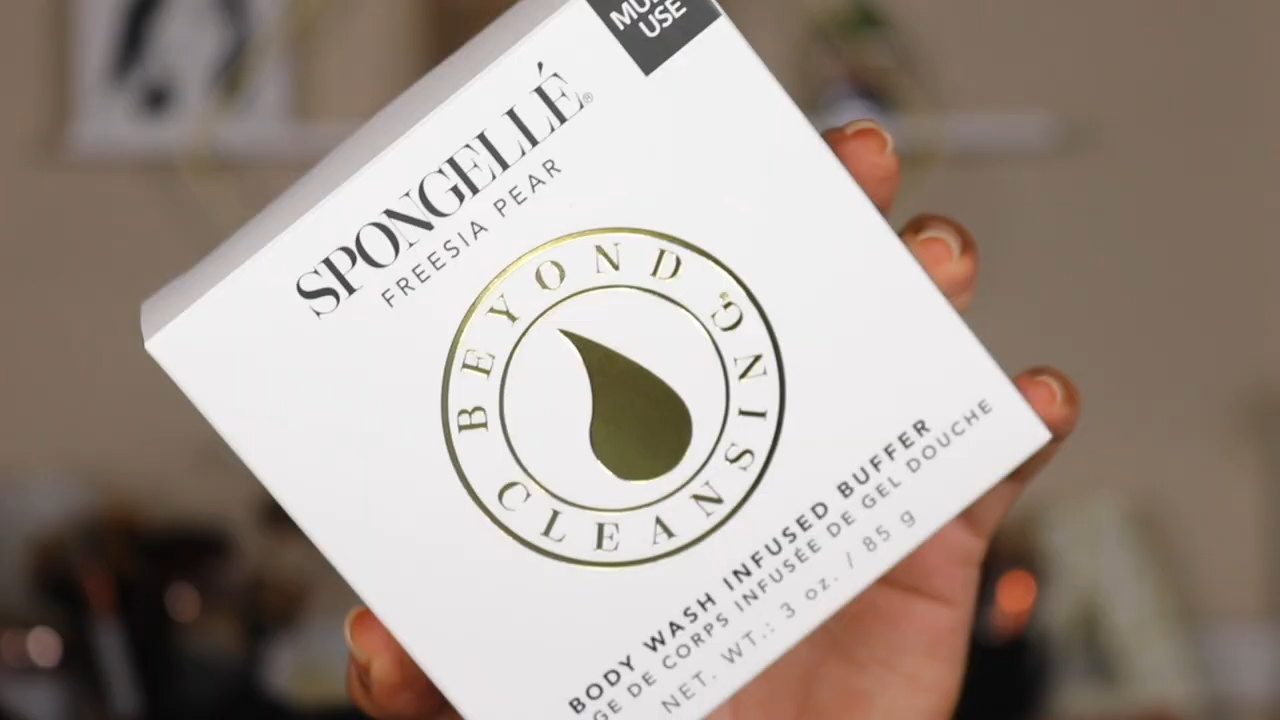 USE
SPONGELLÉ®
FREESIA PEAR
BEYOND CLEANSING®
BODY WASH INFUSED BUFFER
DE CORPS INFUSÉE DE GEL DOUCHE
NET. WT.: 3 oz. / 85 g